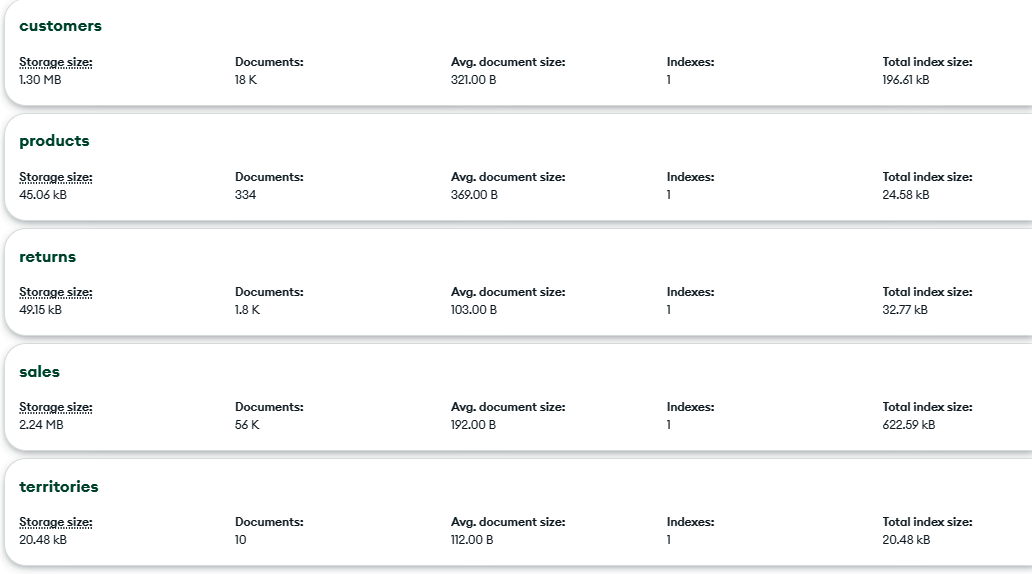 customers
Storage size: Documents: Avg. document size: Indexes: Total index size:
1.30 MB 18 K 321.00 B 1 196.61 kB
products
Storage size: Documents: Avg. document size: Indexes: Total index size:
45.06 kB 334 369.00 B 1 24.58 kB
returns
Storage size: Documents: Avg. document size: Indexes: Total index size:
49.15 kB 1.8 K 103.00 B 1 32.77 kB
sales
Storage size: Documents: Avg. document size: Indexes: Total index size:
2.24 MB 56 K 192.00 B 1 622.59 kB
territories
Storage size: Documents: Avg. document size: Indexes: Total index size:
20.48 kB 10 112.00 B 1 20.48 kB